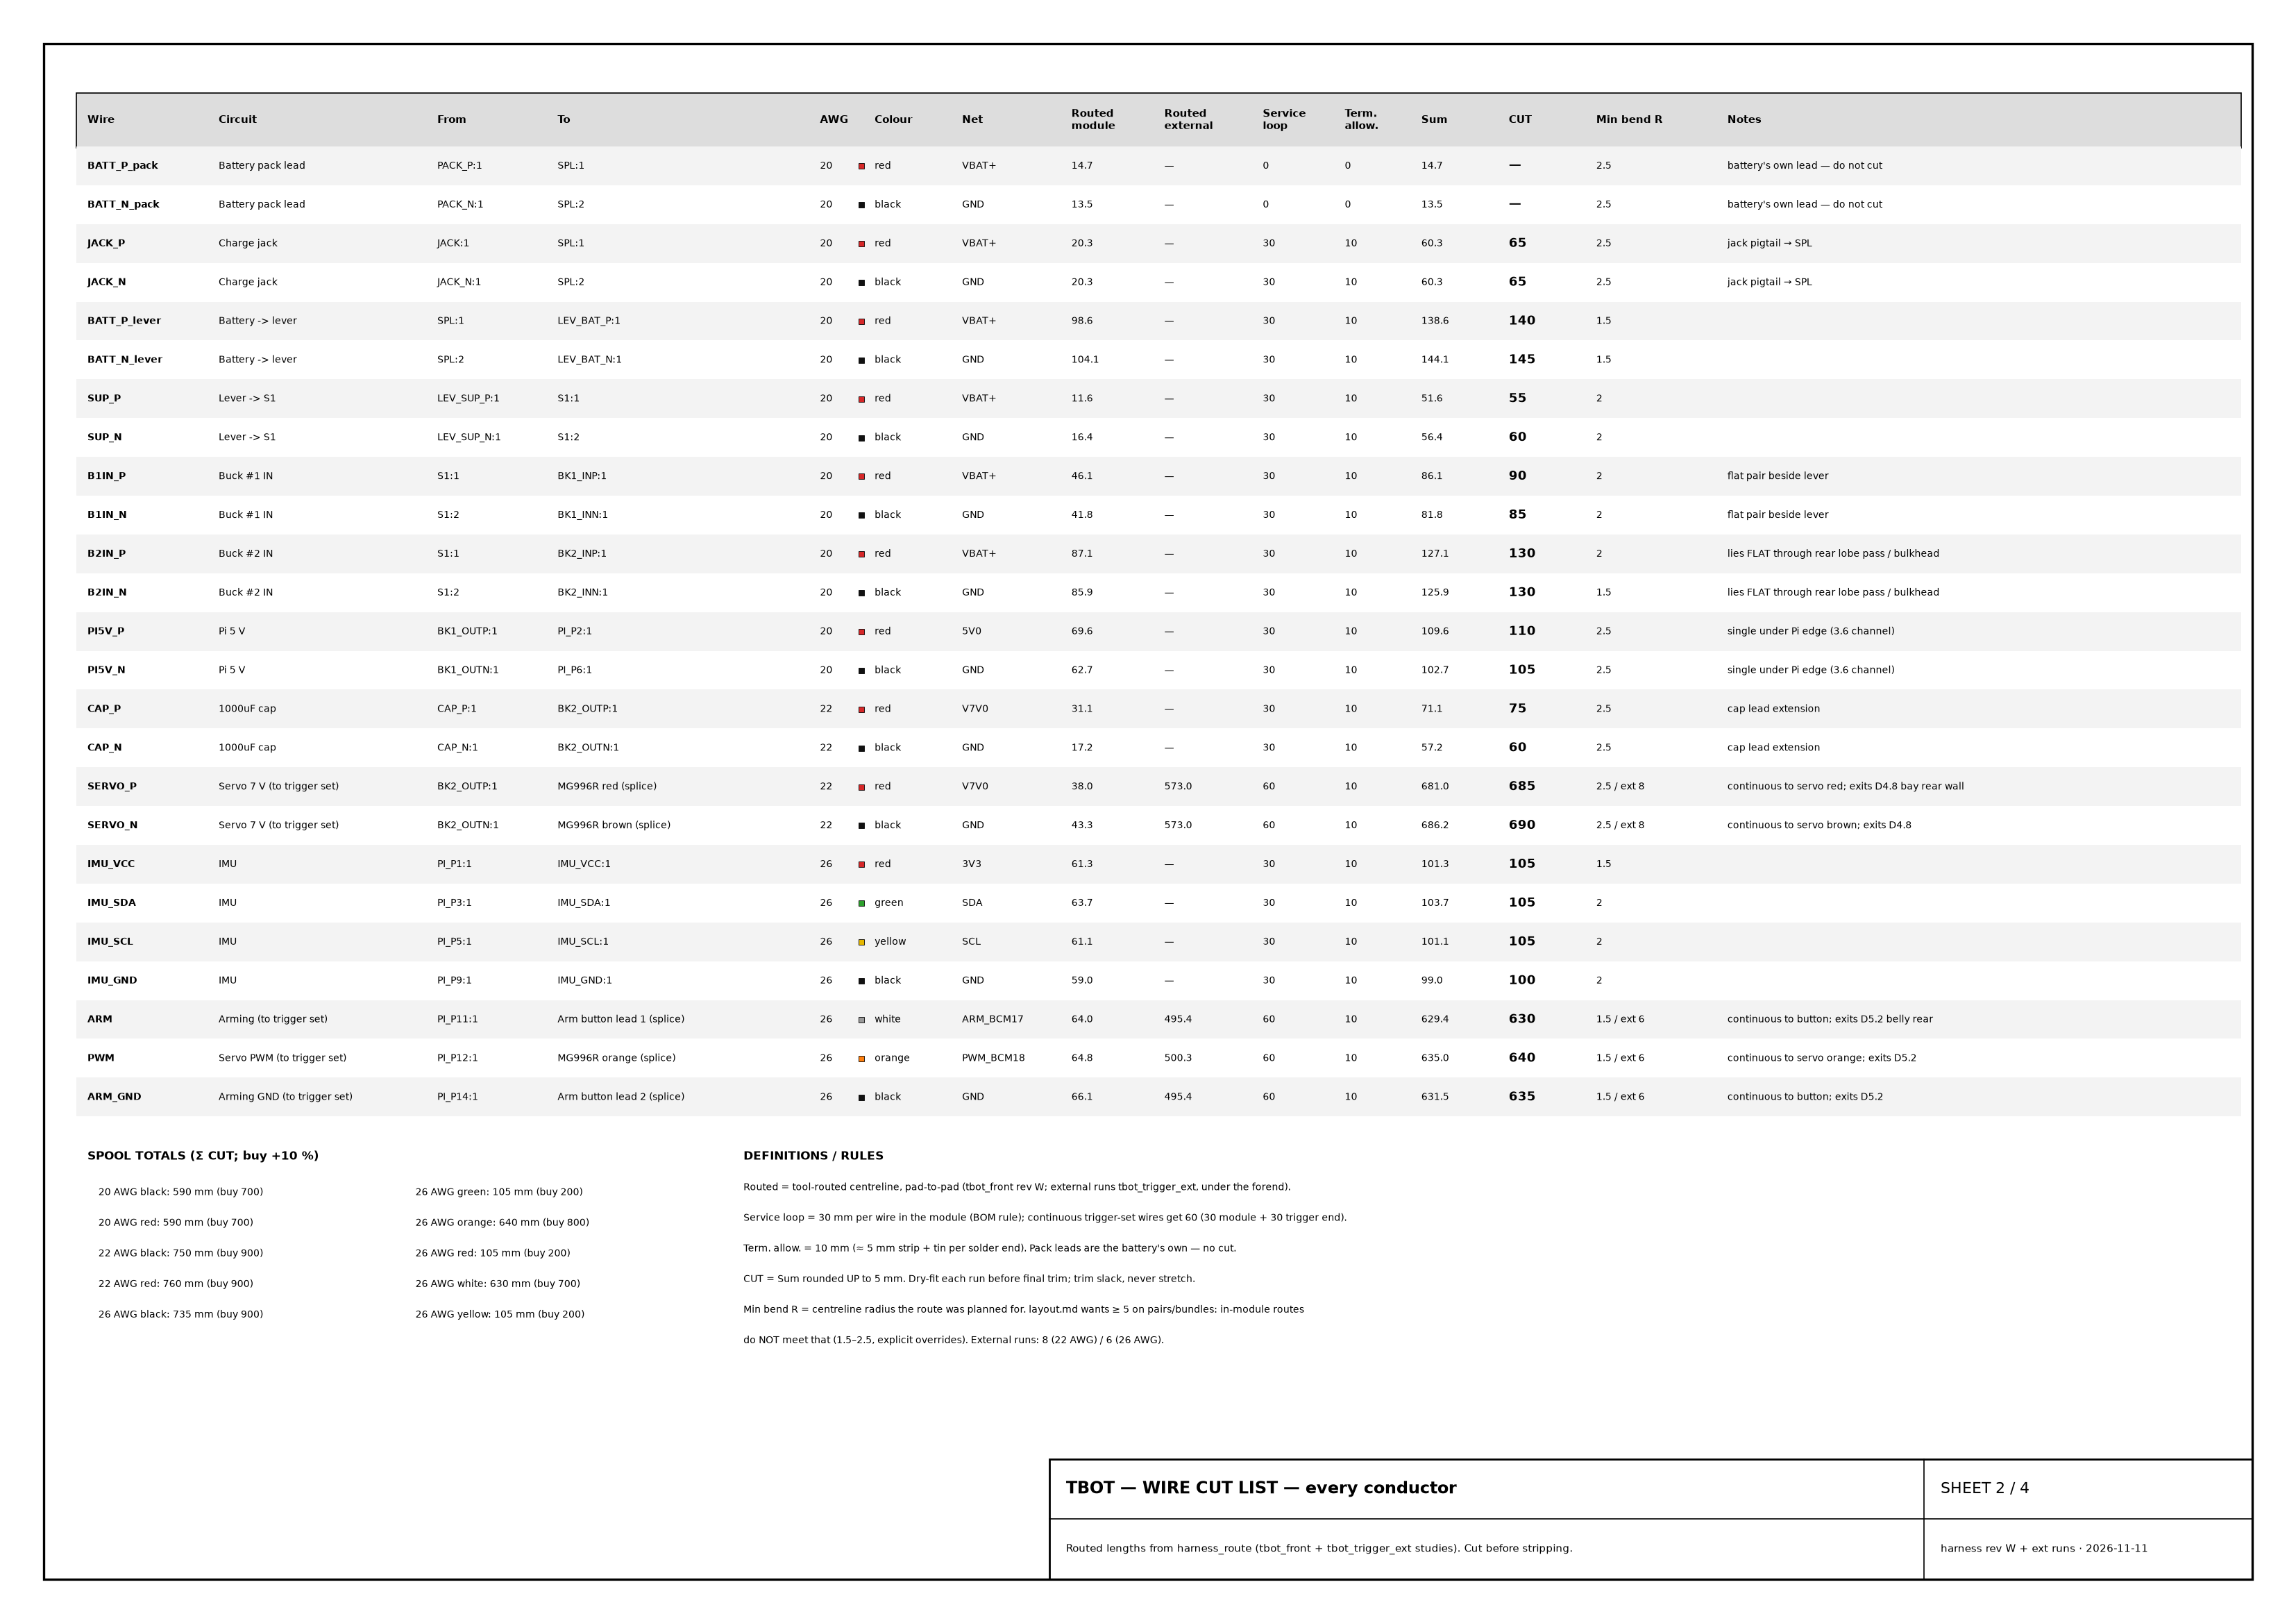 Wire Circuit From To AWG Colour Net Routed module Routed external Service loop Term. allow. Sum CUT Min bend R Notes
BATT_P_pack Battery pack lead PACK_P:1 SPL:1 20 red VBAT+ 14.7 — 0 0 14.7 — 2.5 battery's own lead — do not cut
BATT_N_pack Battery pack lead PACK_N:1 SPL:2 20 black GND 13.5 — 0 0 13.5 — 2.5 battery's own lead — do not cut
JACK_P Charge jack JACK:1 SPL:1 20 red VBAT+ 20.3 — 30 10 60.3 65 2.5 jack pigtail → SPL
JACK_N Charge jack JACK_N:1 SPL:2 20 black GND 20.3 — 30 10 60.3 65 2.5 jack pigtail → SPL
BATT_P_lever Battery -> lever SPL:1 LEV_BAT_P:1 20 red VBAT+ 98.6 — 30 10 138.6 140 1.5
BATT_N_lever Battery -> lever SPL:2 LEV_BAT_N:1 20 black GND 104.1 — 30 10 144.1 145 1.5
SUP_P Lever -> S1 LEV_SUP_P:1 S1:1 20 red VBAT+ 11.6 — 30 10 51.6 55 2
SUP_N Lever -> S1 LEV_SUP_N:1 S1:2 20 black GND 16.4 — 30 10 56.4 60 2
B1IN_P Buck #1 IN S1:1 BK1_INP:1 20 red VBAT+ 46.1 — 30 10 86.1 90 2 flat pair beside lever
B1IN_N Buck #1 IN S1:2 BK1_INN:1 20 black GND 41.8 — 30 10 81.8 85 2 flat pair beside lever
B2IN_P Buck #2 IN S1:1 BK2_INP:1 20 red VBAT+ 87.1 — 30 10 127.1 130 2 lies FLAT through rear lobe pass / bulkhead
B2IN_N Buck #2 IN S1:2 BK2_INN:1 20 black GND 85.9 — 30 10 125.9 130 1.5 lies FLAT through rear lobe pass / bulkhead
PI5V_P Pi 5 V BK1_OUTP:1 PI_P2:1 20 red 5V0 69.6 — 30 10 109.6 110 2.5 single under Pi edge (3.6 channel)
PI5V_N Pi 5 V BK1_OUTN:1 PI_P6:1 20 black GND 62.7 — 30 10 102.7 105 2.5 single under Pi edge (3.6 channel)
CAP_P 1000uF cap CAP_P:1 BK2_OUTP:1 22 red V7V0 31.1 — 30 10 71.1 75 2.5 cap lead extension
CAP_N 1000uF cap CAP_N:1 BK2_OUTN:1 22 black GND 17.2 — 30 10 57.2 60 2.5 cap lead extension
SERVO_P Servo 7 V (to trigger set) BK2_OUTP:1 MG996R red (splice) 22 red V7V0 38.0 573.0 60 10 681.0 685 2.5 / ext 8 continuous to servo red; exits D4.8 bay rear wall
SERVO_N Servo 7 V (to trigger set) BK2_OUTN:1 MG996R brown (splice) 22 black GND 43.3 573.0 60 10 686.2 690 2.5 / ext 8 continuous to servo brown; exits D4.8
IMU_VCC IMU PI_P1:1 IMU_VCC:1 26 red 3V3 61.3 — 30 10 101.3 105 1.5
IMU_SDA IMU PI_P3:1 IMU_SDA:1 26 green SDA 63.7 — 30 10 103.7 105 2
IMU_SCL IMU PI_P5:1 IMU_SCL:1 26 yellow SCL 61.1 — 30 10 101.1 105 2
IMU_GND IMU PI_P9:1 IMU_GND:1 26 black GND 59.0 — 30 10 99.0 100 2
ARM Arming (to trigger set) PI_P11:1 Arm button lead 1 (splice) 26 white ARM_BCM17 64.0 495.4 60 10 629.4 630 1.5 / ext 6 continuous to button; exits D5.2 belly rear
PWM Servo PWM (to trigger set) PI_P12:1 MG996R orange (splice) 26 orange PWM_BCM18 64.8 500.3 60 10 635.0 640 1.5 / ext 6 continuous to servo orange; exits D5.2
ARM_GND Arming GND (to trigger set) PI_P14:1 Arm button lead 2 (splice) 26 black GND 66.1 495.4 60 10 631.5 635 1.5 / ext 6 continuous to button; exits D5.2
SPOOL TOTALS (Σ CUT; buy +10 %)
20 AWG black: 590 mm (buy 700)
20 AWG red: 590 mm (buy 700)
22 AWG black: 750 mm (buy 900)
22 AWG red: 760 mm (buy 900)
26 AWG black: 735 mm (buy 900)
26 AWG green: 105 mm (buy 200)
26 AWG orange: 640 mm (buy 800)
26 AWG red: 105 mm (buy 200)
26 AWG white: 630 mm (buy 700)
26 AWG yellow: 105 mm (buy 200)
DEFINITIONS / RULES
Routed = tool-routed centreline, pad-to-pad (tbot_front rev W; external runs tbot_trigger_ext, under the forend).
Service loop = 30 mm per wire in the module (BOM rule); continuous trigger-set wires get 60 (30 module + 30 trigger end).
Term. allow. = 10 mm (≈ 5 mm strip + tin per solder end). Pack leads are the battery's own — no cut.
CUT = Sum rounded UP to 5 mm. Dry-fit each run before final trim; trim slack, never stretch.
Min bend R = centreline radius the route was planned for. layout.md wants ≥ 5 on pairs/bundles: in-module routes
do NOT meet that (1.5–2.5, explicit overrides). External runs: 8 (22 AWG) / 6 (26 AWG).
TBOT — WIRE CUT LIST — every conductor
SHEET 2 / 4
Routed lengths from harness_route (tbot_front + tbot_trigger_ext studies). Cut before stripping.
harness rev W + ext runs · 2026-11-11